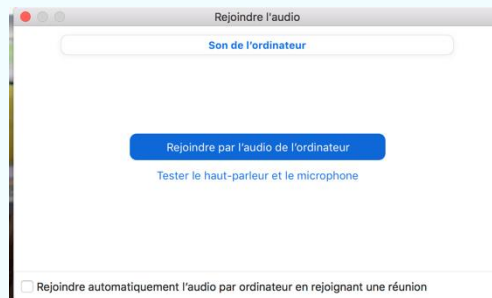 Rejoindre l'audio
Son de l'ordinateur
Rejoindre par l'audio de l'ordinateur
Tester le haut-parleur et le microphone
Rejoindre automatiquement l'audio par ordinateur en rejoignant une réunion